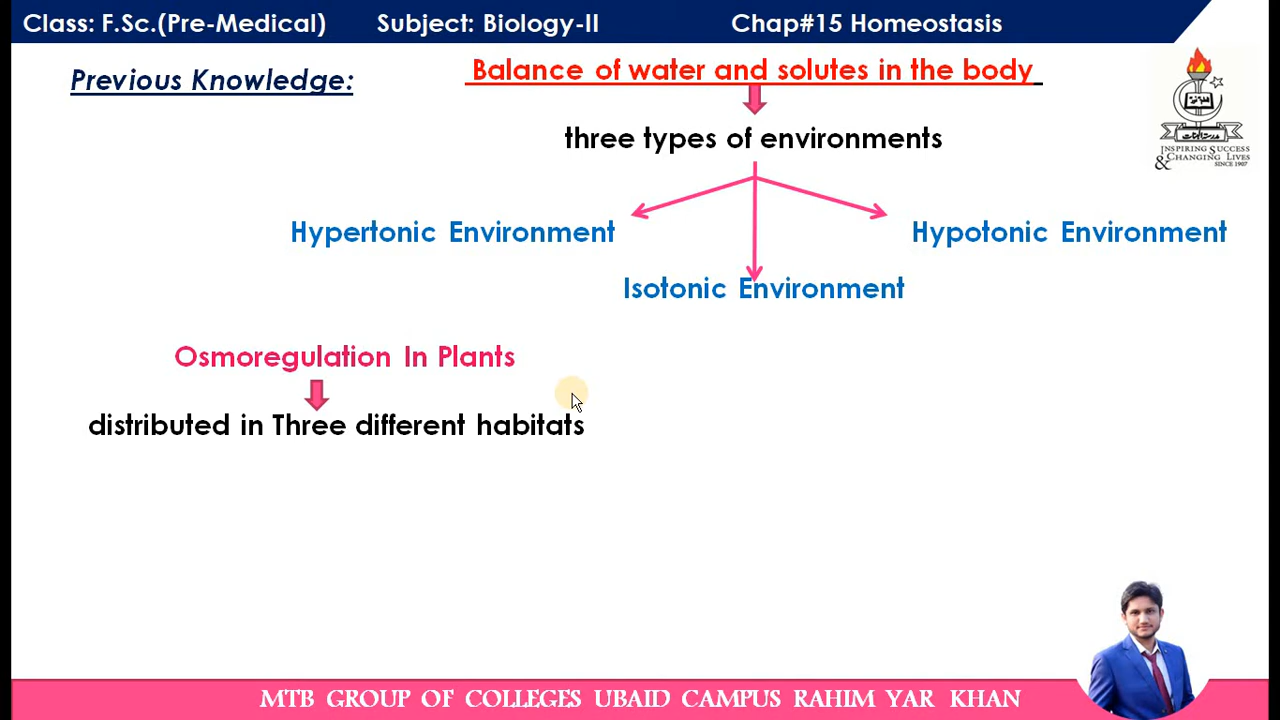 Class: F.Sc.(Pre-Medical) Subject: Biology-II Chap#15 Homeostasis
Previous Knowledge:
Balance of water and solutes in the body
three types of environments
Hypertonic Environment
Hypotonic Environment
Isotonic Environment
Osmoregulation In Plants
distributed in Three different habitats
INSPIRING SUCCESS
& CHANGING LIVES
SINCE 1907
MTB GROUP OF COLLEGES UBAID CAMPUS RAHIM YAR KHAN